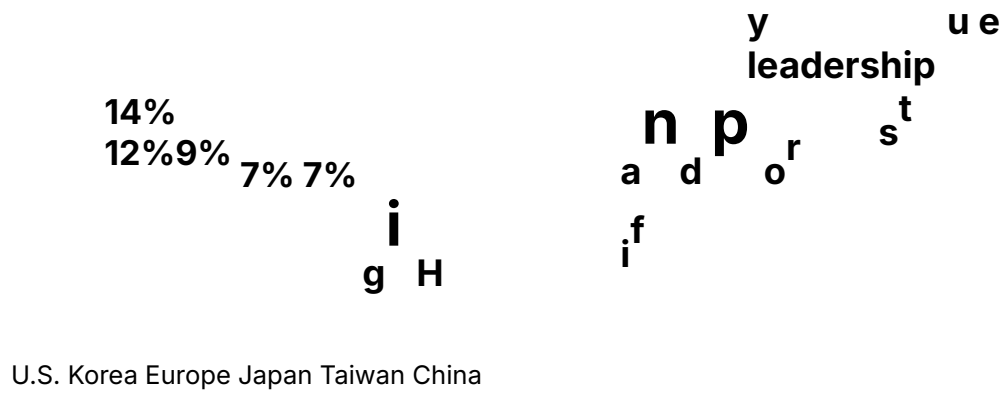 y u e
leadership
14%
n p t
s
12% 9% r
7% 7% a d o
i f
i
g H
U.S. Korea Europe Japan Taiwan China